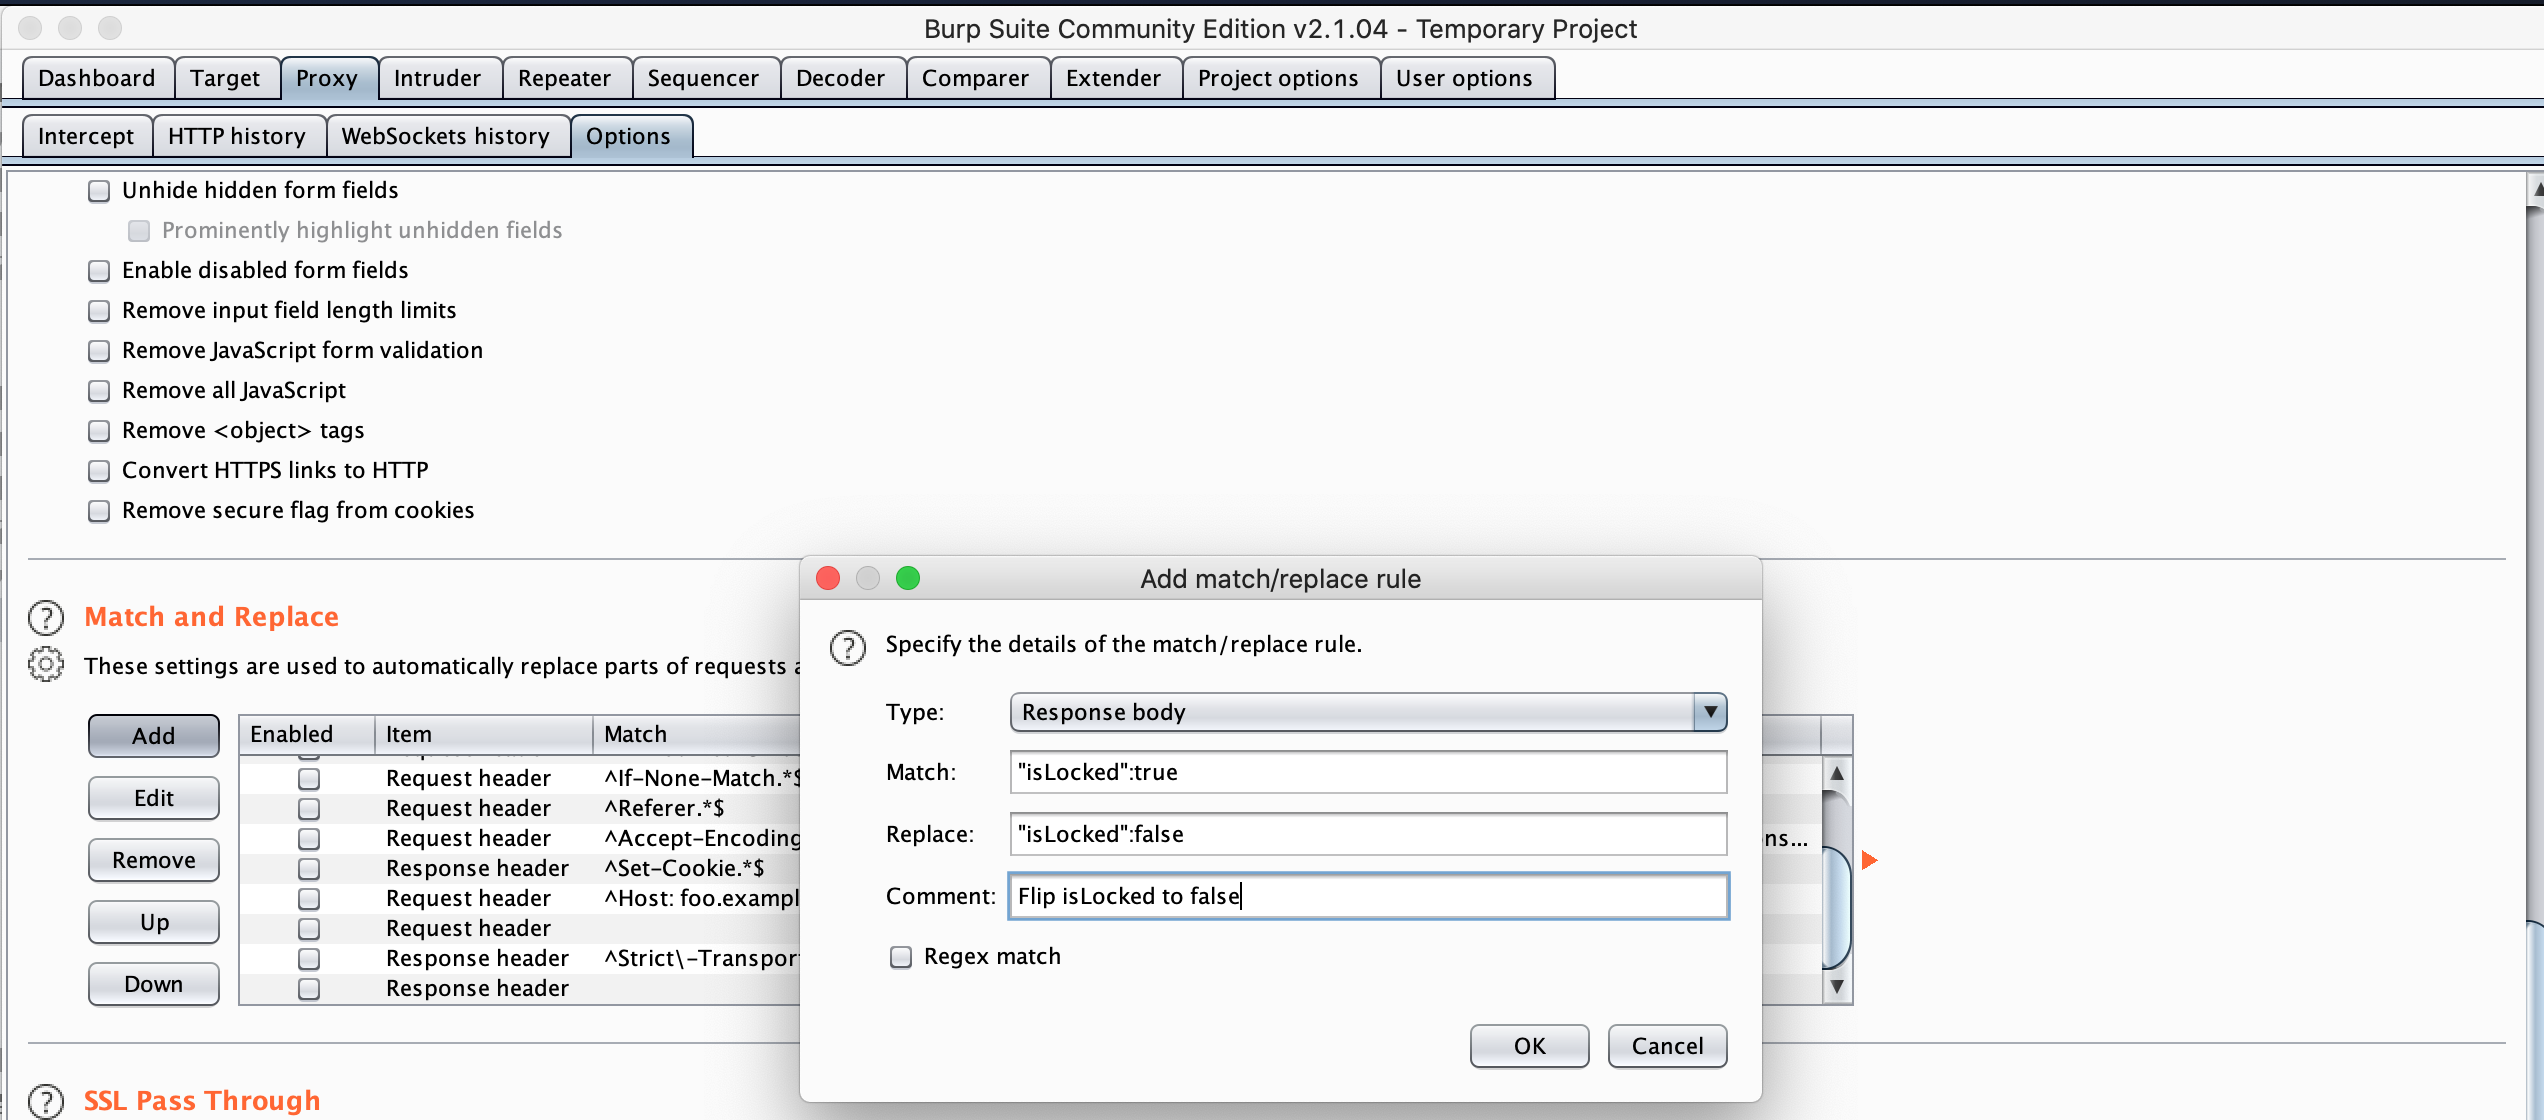 Burp Suite Community Edition v2.1.04 - Temporary Project
Dashboard Target Proxy Intruder Repeater Sequencer Decoder Comparer Extender Project options User options
Intercept HTTP history WebSockets history Options
Unhide hidden form fields
Prominently highlight unhidden fields
Enable disabled form fields
Remove input field length limits
Remove JavaScript form validation
Remove all JavaScript
Remove <object> tags
Convert HTTPS links to HTTP
Remove secure flag from cookies
Match and Replace
These settings are used to automatically replace parts of requests
Add
Edit
Remove
Up
Down
Enabled Item Match
Request header ^If-None-Match.*$
Request header ^Referer.*$
Request header ^Accept-Encoding
Response header ^Set-Cookie.*$
Request header ^Host: foo.exampl
Request header
Response header ^Strict\-Transpor
Response header
ns...
Add match/replace rule
Specify the details of the match/replace rule.
Type: Response body
Match: "isLocked":true
Replace: "isLocked":false
Comment: Flip isLocked to false
Regex match
OK Cancel
SSL Pass Through